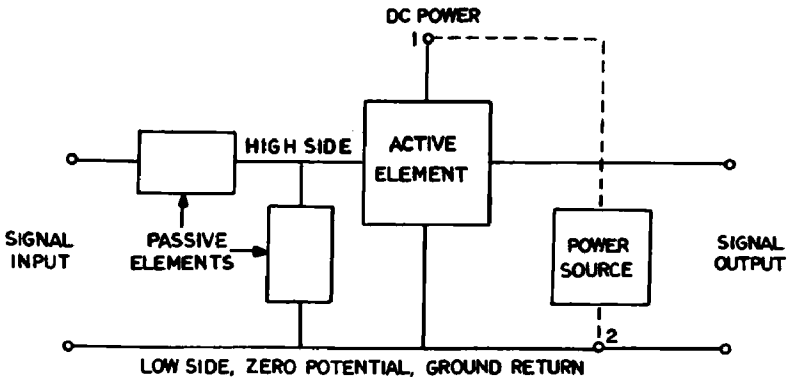 DC POWER
1
HIGH SIDE
ACTIVE
ELEMENT
SIGNAL
INPUT
PASSIVE
ELEMENTS
POWER
SOURCE
SIGNAL
OUTPUT
2
LOW SIDE, ZERO POTENTIAL, GROUND RETURN